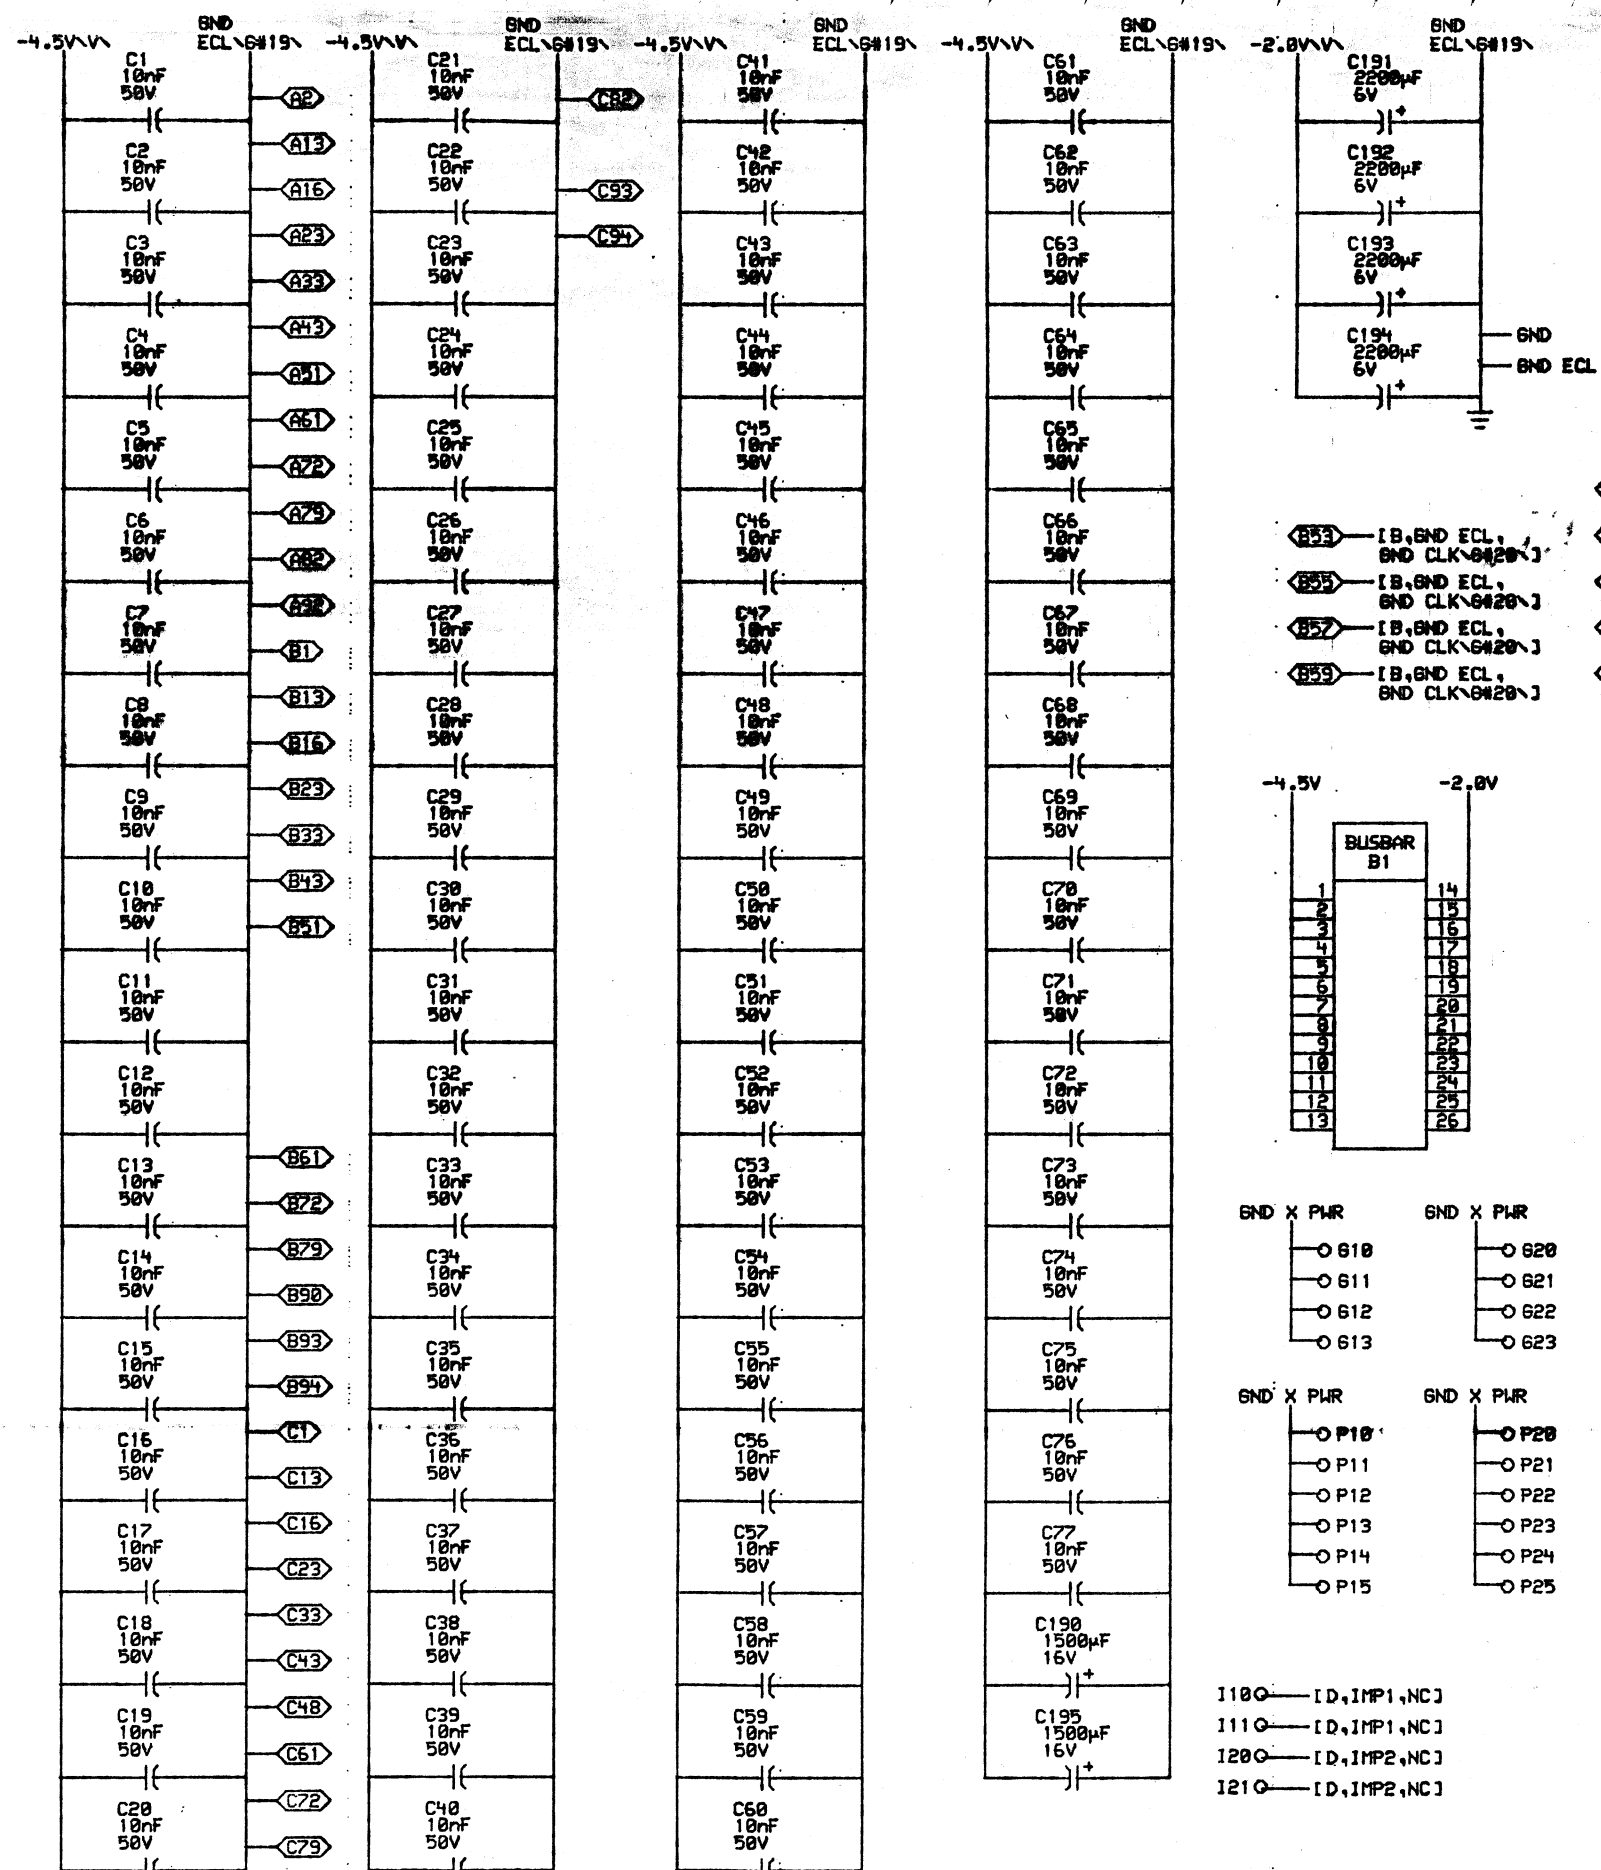 GND
-4.5V\V\ ECL\G#19\
C1
10nF
50V
C2
10nF
50V
C3
10nF
50V
C4
10nF
50V
C5
10nF
50V
C6
10nF
50V
C7
10nF
50V
C8
10nF
50V
C9
10nF
50V
C10
10nF
50V
C11
10nF
50V
C12
10nF
50V
C13
10nF
50V
C14
10nF
50V
C15
10nF
50V
C16
10nF
50V
C17
10nF
50V
C18
10nF
50V
C19
10nF
50V
C20
10nF
50V
A2
A13
A16
A23
A33
A43
A51
A61
A72
A79
A82
A92
B1
B13
B16
B23
B33
B43
B51
B61
B72
B79
B90
B93
B94
C1
C13
C16
C23
C33
C43
C48
C61
C72
C79
GND
-4.5V\V\ ECL\G#19\
C21
10nF
50V
C22
10nF
50V
C23
10nF
50V
C24
10nF
50V
C25
10nF
50V
C26
10nF
50V
C27
10nF
50V
C28
10nF
50V
C29
10nF
50V
C30
10nF
50V
C31
10nF
50V
C32
10nF
50V
C33
10nF
50V
C34
10nF
50V
C35
10nF
50V
C36
10nF
50V
C37
10nF
50V
C38
10nF
50V
C39
10nF
50V
C40
10nF
50V
C82
C93
C94
GND
-4.5V\V\ ECL\G#19\
C41
10nF
50V
C42
10nF
50V
C43
10nF
50V
C44
10nF
50V
C45
10nF
50V
C46
10nF
50V
C47
10nF
50V
C48
10nF
50V
C49
10nF
50V
C50
10nF
50V
C51
10nF
50V
C52
10nF
50V
C53
10nF
50V
C54
10nF
50V
C55
10nF
50V
C56
10nF
50V
C57
10nF
50V
C58
10nF
50V
C59
10nF
50V
C60
10nF
50V
GND
-4.5V\V\ ECL\G#19\
C61
10nF
50V
C62
10nF
50V
C63
10nF
50V
C64
10nF
50V
C65
10nF
50V
C66
10nF
50V
C67
10nF
50V
C68
10nF
50V
C69
10nF
50V
C70
10nF
50V
C71
10nF
50V
C72
10nF
50V
C73
10nF
50V
C74
10nF
50V
C75
10nF
50V
C76
10nF
50V
C77
10nF
50V
C190
1500µF
16V
+
C195
1500µF
16V
+
GND
-2.0V\V\ ECL\G#19\
C191
2200µF
6V
+
C192
2200µF
6V
+
C193
2200µF
6V
+
C194
2200µF
6V
+
GND
GND ECL
B53 [B,GND ECL,
GND CLK\G#20\]
B55 [B,GND ECL,
GND CLK\G#20\]
B57 [B,GND ECL,
GND CLK\G#20\]
B59 [B,GND ECL,
GND CLK\G#20\]
-4.5V -2.0V
BUSBAR
B1
1 14
2 15
3 16
4 17
5 18
6 19
7 20
8 21
9 22
10 23
11 24
12 25
13 26
GND X PWR GND X PWR
G10 G20
G11 G21
G12 G22
G13 G23
GND X PWR GND X PWR
P10 P20
P11 P21
P12 P22
P13 P23
P14 P24
P15 P25
I10 [D,IMP1,NC]
I11 [D,IMP1,NC]
I20 [D,IMP2,NC]
I21 [D,IMP2,NC]